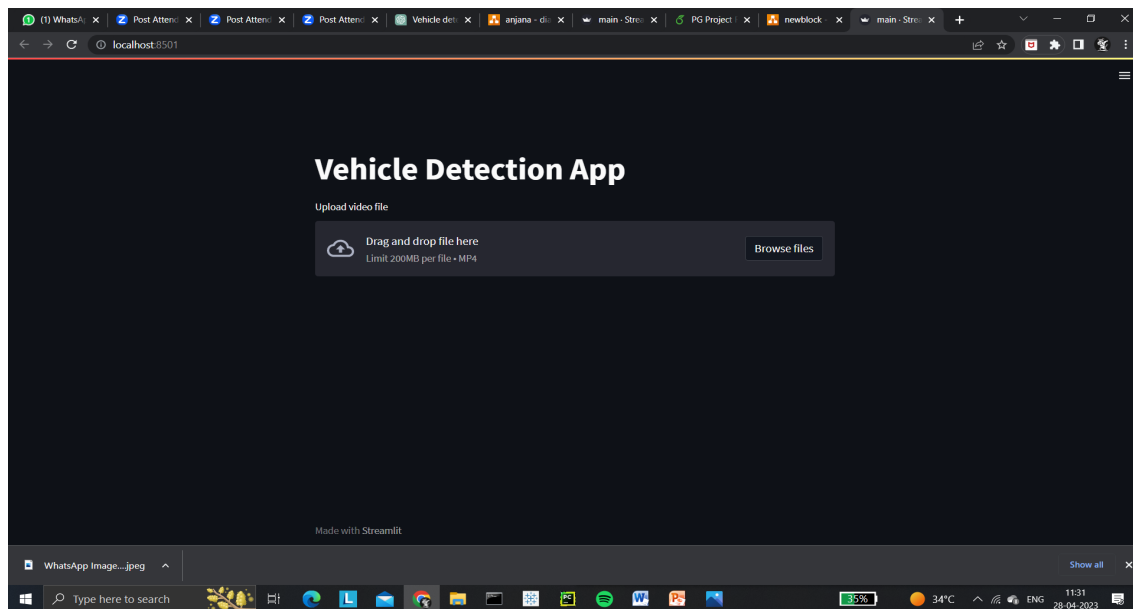 (1) WhatsA Post Attend Post Attend Post Attend Vehicle dete anjana - dia main · Strea PG Project newblock main · Strea
localhost:8501
Vehicle Detection App
Upload video file
Drag and drop file here
Limit 200MB per file • MP4
Browse files
Made with Streamlit
WhatsApp Image....jpeg
Show all
Type here to search
35%
34°C
ENG
11:31
28-04-2023